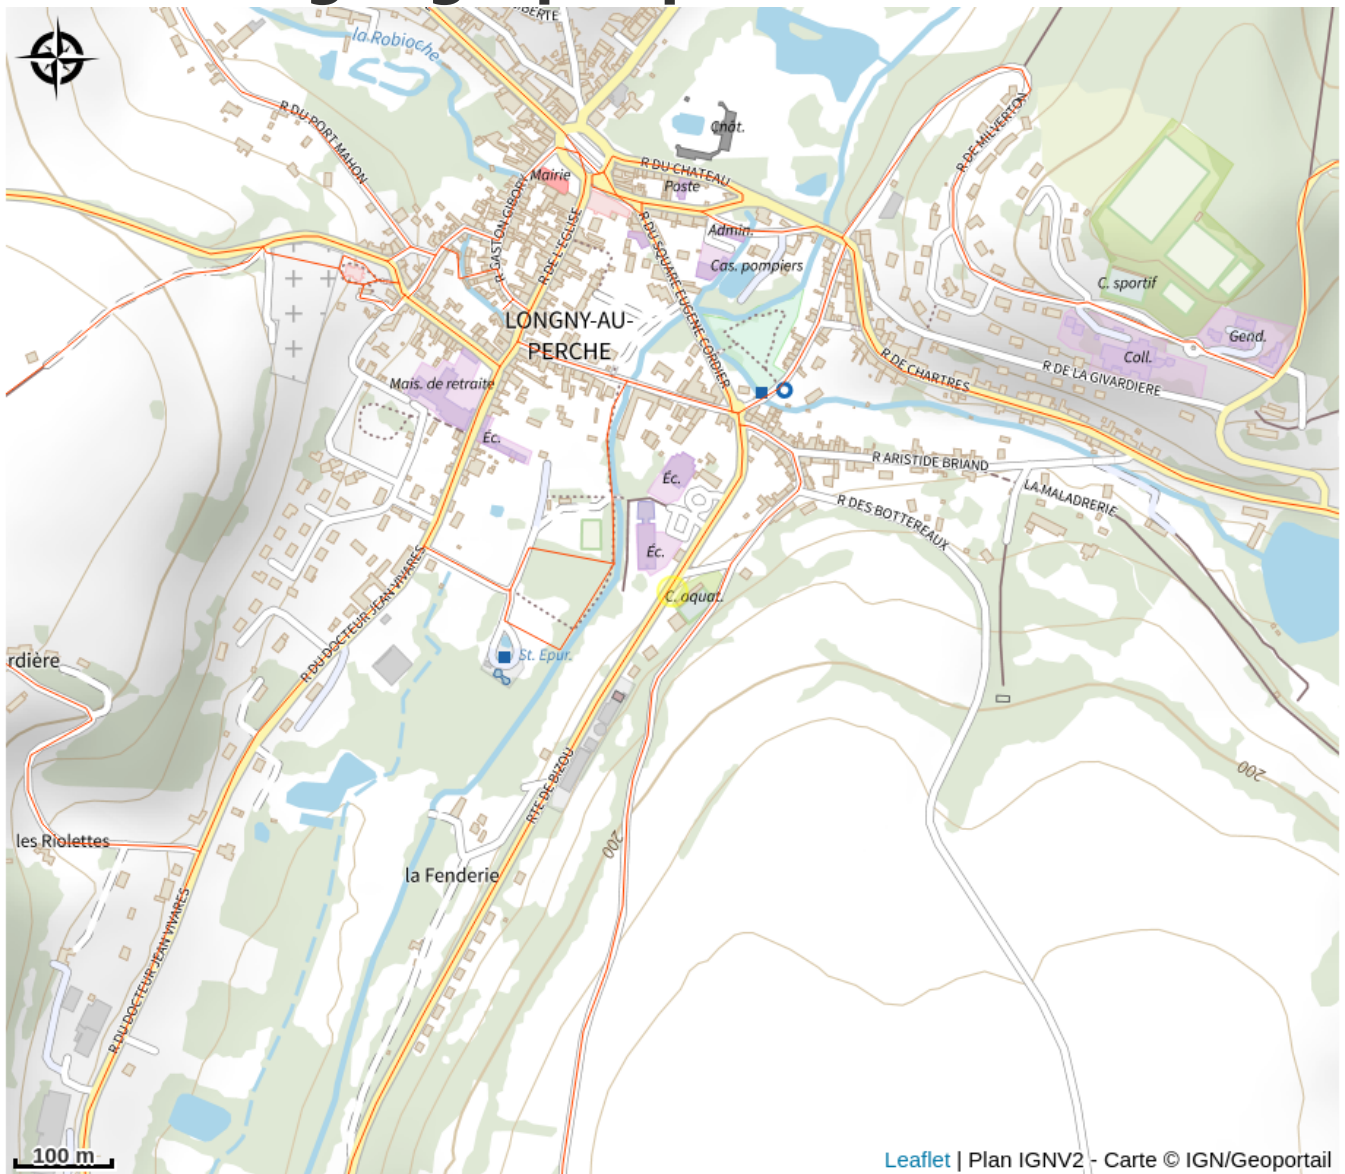 la Robioche
R DU PORT MAHON
Chât.
R DE MILVERTON
R DU CHATEAU
Mairie
Poste
R GASTON GIBORY
R DE L'EGLISE
R DU SQUARE EUGENE CORDIER
Admin.
Cas. pompiers
C. sportif
LONGNY-AU-
PERCHE
Gend.
Coll.
R DE CHARTRES
R DE LA GIVARDIERE
Mais. de retraite
Éc.
R ARISTIDE BRIAND
Éc.
LA MALADRERIE
R DES BOTTEREAUX
Éc.
R DU DOCTEUR JEAN VIVARES
C. aquat.
St. Epur.
rdière
200
RTE DE BIZOU
200
les Riolettes
la Fenderie
R DU DOCTEUR JEAN VIVARES
100 m
Leaflet | Plan IGNV2 - Carte © IGN/Geoportail